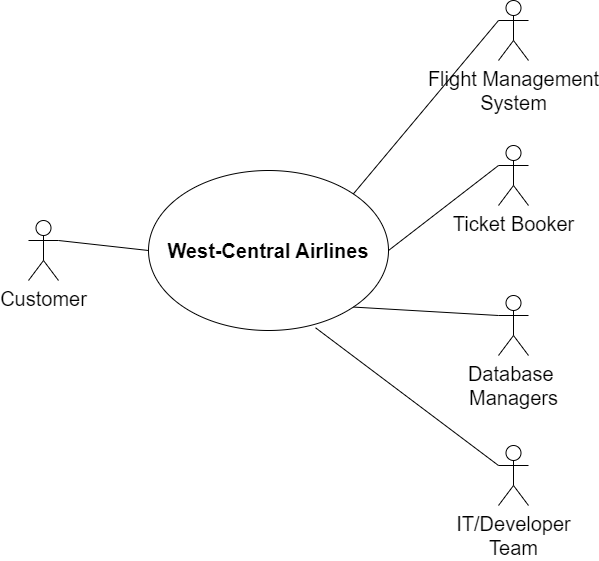 Flight Management
System
Ticket Booker
West-Central Airlines
Customer
Database
Managers
IT/Developer
Team